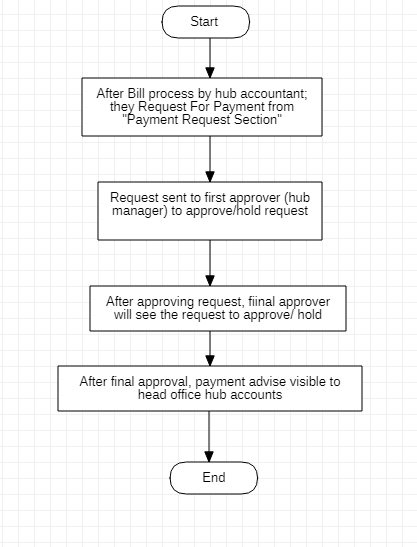 Start
After Bill process by hub accountant;
they Request For Payment from
"Payment Request Section"
Request sent to first approver (hub
manager) to approve/hold request
After approving request, fiinal approver
will see the request to approve/ hold
After final approval, payment advise visible to
head office hub accounts
End